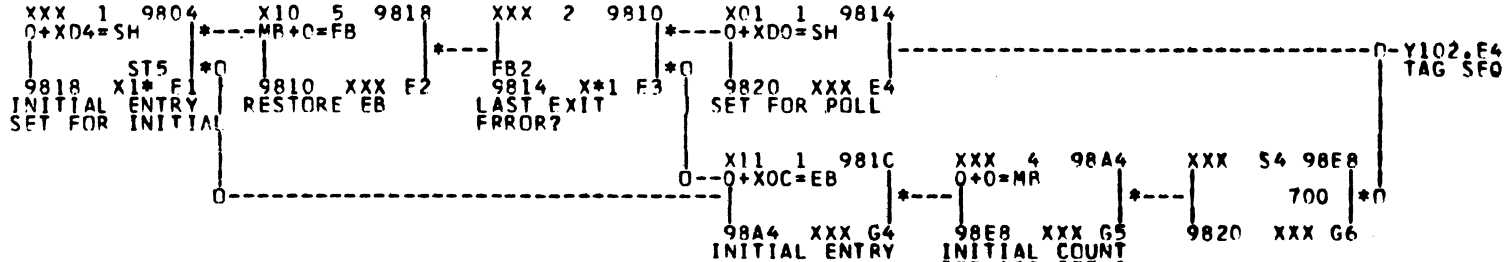 XXX 1 9804 X10 5 9818 XXX 2 9810 X01 1 9814
0+XD4=SH *---MR+0=FB *--- *---0+XD0=SH
0-Y102.E4
ST5 *0 FB2 *0 TAG SEQ
9818 X1* F1 9810 XXX F2 9814 X*1 F3 9820 XXX E4
INITIAL ENTRY RESTORE EB LAST EXIT SET FOR POLL
SET FOR INITIAL ERROR?
X11 1 981C XXX 4 98A4 XXX S4 98E8
0--0+X0C=EB 0+0=MR
0 *--- *--- 700 *0
98A4 XXX G4 98E8 XXX G5 9820 XXX G6
INITIAL ENTRY INITIAL COUNT